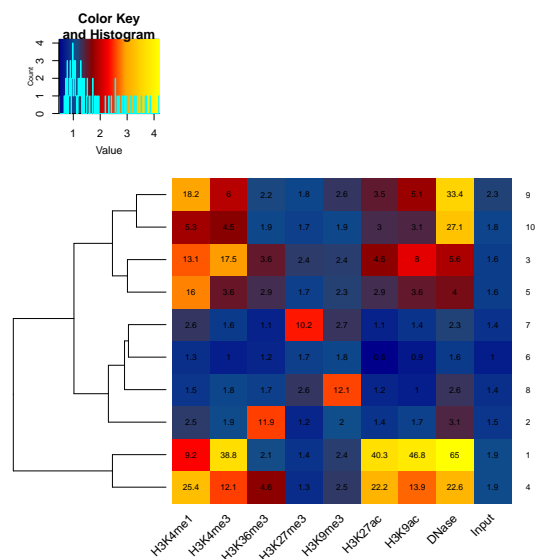 Color Key
and Histogram
Count
0 1 2 3 4
1 2 3 4
Value
18.2 6 2.2 1.8 2.6 3.5 5.1 33.4 2.3 9
5.3 4.5 1.9 1.7 1.9 3 3.1 27.1 1.8 10
13.1 17.5 3.6 2.4 2.4 4.6 8 5.6 1.6 3
16 3.6 2.9 1.7 2.3 2.9 3.6 4 1.6 5
2.6 1.6 1.1 10.2 2.7 1.1 1.4 2.3 1.4 7
1.3 1 1.2 1.7 1.8 0.9 1.6 1 6
1.5 1.8 1.7 2.6 12.1 1.2 1 2.6 1.4 8
2.5 1.9 11.9 1.2 2 1.4 1.7 3.1 1.5 2
9.2 38.8 2.1 1.4 2.4 40.3 46.8 65 1.9 1
25.4 12.1 4.6 1.3 2.5 22.2 13.9 22.6 1.9 4
H3K4me1 H3K4me3 H3K36me3 H3K27me3 H3K9me3 H3K27ac H3K9ac DNase Input